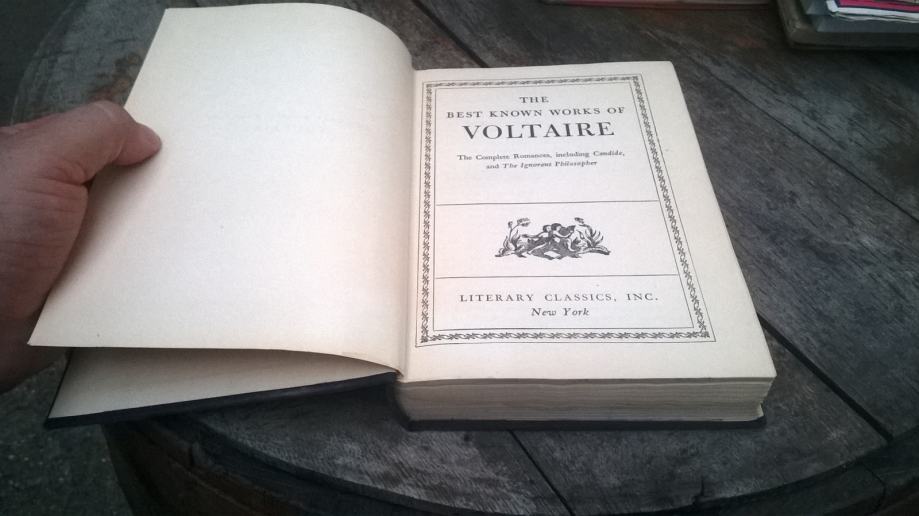 THE
BEST KNOWN WORKS OF
VOLTAIRE
The Complete Romances, including Candide,
and The Ignorant Philosopher
LITERARY CLASSICS, INC.
New York